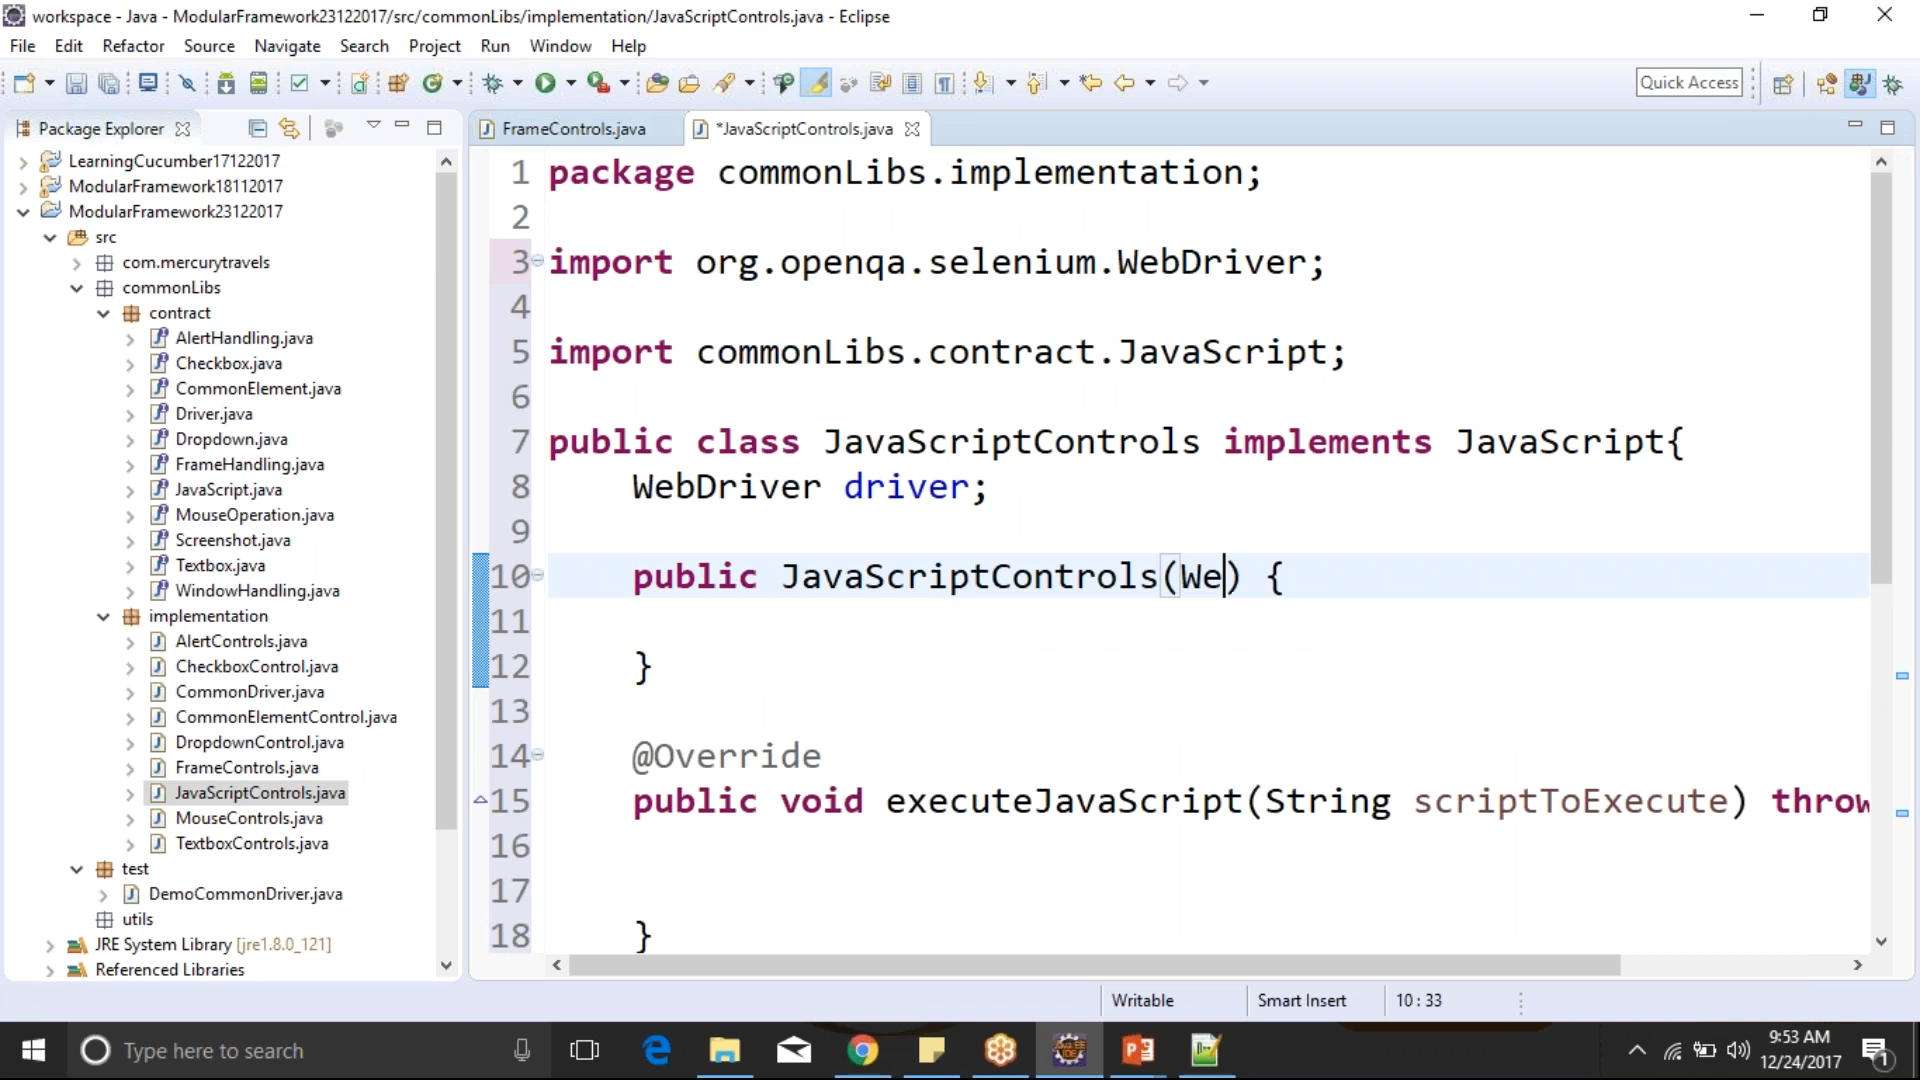 workspace - Java - ModularFramework23122017/src/commonLibs/implementation/JavaScriptControls.java - Eclipse
File Edit Refactor Source Navigate Search Project Run Window Help
Quick Access
Package Explorer
FrameControls.java
*JavaScriptControls.java
LearningCucumber17122017
ModularFramework18112017
ModularFramework23122017
src
com.mercurytravels
commonLibs
contract
AlertHandling.java
Checkbox.java
CommonElement.java
Driver.java
Dropdown.java
FrameHandling.java
JavaScript.java
MouseOperation.java
Screenshot.java
Textbox.java
WindowHandling.java
implementation
AlertControls.java
CheckboxControl.java
CommonDriver.java
CommonElementControl.java
DropdownControl.java
FrameControls.java
JavaScriptControls.java
MouseControls.java
TextboxControls.java
test
DemoCommonDriver.java
utils
JRE System Library [jre1.8.0_121]
Referenced Libraries
1 package commonLibs.implementation;
2
3 import org.openqa.selenium.WebDriver;
4
5 import commonLibs.contract.JavaScript;
6
7 public class JavaScriptControls implements JavaScript{
8 WebDriver driver;
9
10 public JavaScriptControls(We) {
11
12 }
13
14 @Override
15 public void executeJavaScript(String scriptToExecute) throw
16
17
18 }
Writable Smart Insert 10 : 33
Type here to search
9:53 AM
12/24/2017
1